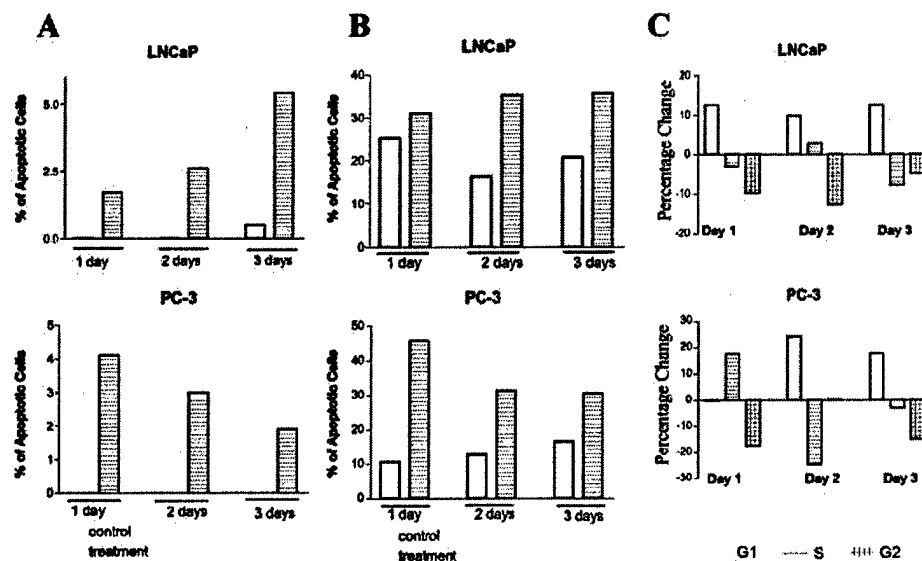 A
LNCaP
% of Apoptotic Cells
5.0
2.5
0.0
1 day
2 days
3 days
PC-3
% of Apoptotic Cells
5
4
3
2
1
0
1 day
2 days
3 days
control
treatment
B
LNCaP
% of Apoptotic Cells
40
30
20
10
0
1 day
2 days
3 days
PC-3
% of Apoptotic Cells
50
40
30
20
10
0
1 day
2 days
3 days
control
treatment
C
LNCaP
Percentage Change
20
10
0
-10
-20
Day 1
Day 2
Day 3
PC-3
Percentage Change
30
20
10
0
-10
-20
-30
Day 1
Day 2
Day 3
G1 S G2